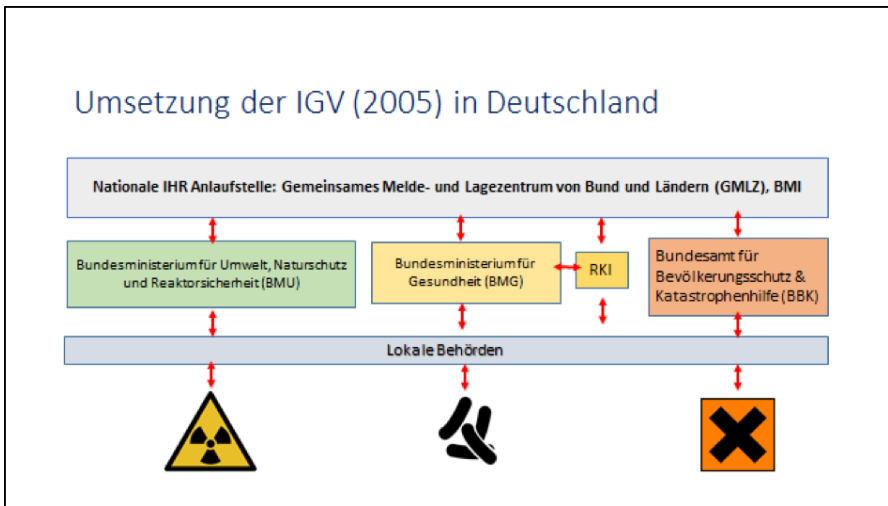 Umsetzung der IGV (2005) in Deutschland
Nationale IHR Anlaufstelle: Gemeinsames Melde- und Lagezentrum von Bund und Ländern (GMLZ), BMI
Bundesministerium für Umwelt, Naturschutz
und Reaktorsicherheit (BMU)
Bundesministerium für
Gesundheit (BMG)
RKI
Bundesamt für
Bevölkerungsschutz &
Katastrophenhilfe (BBK)
Lokale Behörden